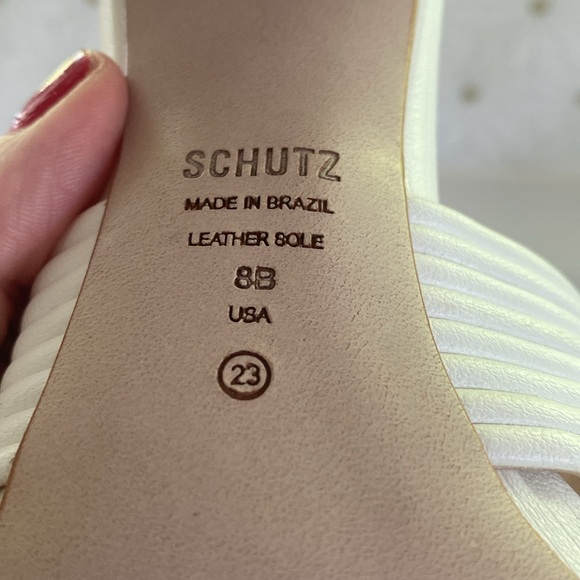 SCHUTZ
MADE IN BRAZIL
LEATHER SOLE
8B
USA
23